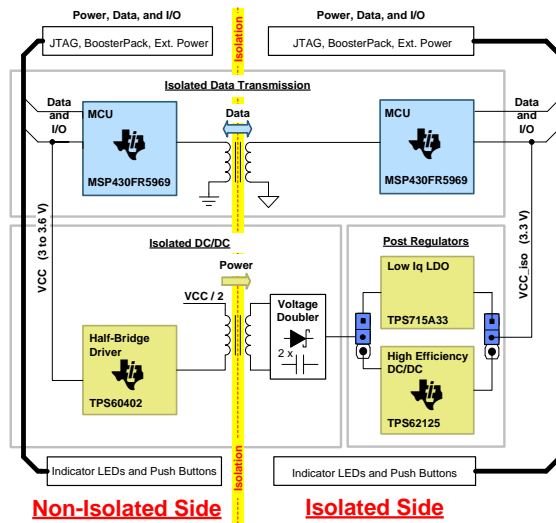 Power, Data, and I/O
Power, Data, and I/O
JTAG, BoosterPack, Ext. Power
Isolation
JTAG, BoosterPack, Ext. Power
Isolated Data Transmission
Data and I/O
MCU
MSP430FR5969
Data
MCU
MSP430FR5969
Data and I/O
VCC (3 to 3.6 V)
VCC_iso (3.3 V)
Isolated DC/DC
Power
VCC / 2
Half-Bridge
Driver
TPS60402
Voltage
Doubler
2 x
Post Regulators
Low Iq LDO
TPS715A33
High Efficiency
DC/DC
TPS62125
Isolation
Indicator LEDs and Push Buttons
Indicator LEDs and Push Buttons
Non-Isolated Side
Isolated Side